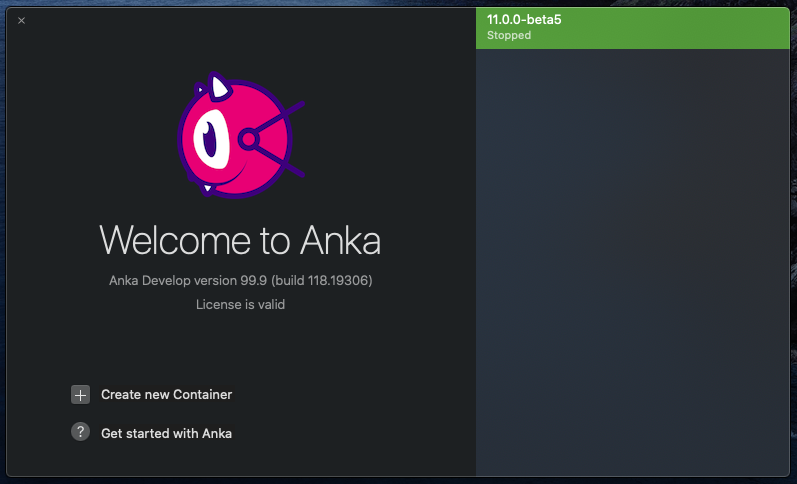 11.0.0-beta5
Stopped
Welcome to Anka
Anka Develop version 99.9 (build 118.19306)
License is valid
Create new Container
? Get started with Anka